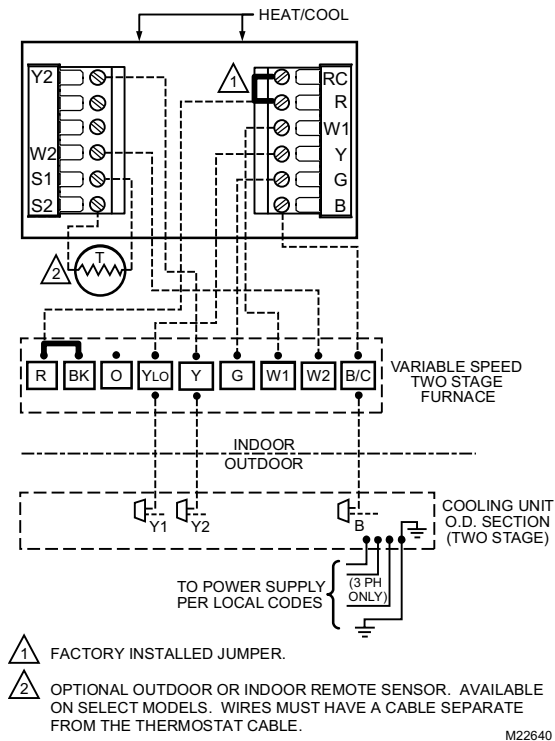 HEAT/COOL
Y2
W2
S1
S2
1
RC
R
W1
Y
G
B
2
T
R BK O YLO Y G W1 W2 B/C
VARIABLE SPEED
TWO STAGE
FURNACE
INDOOR
OUTDOOR
Y1 Y2 B
COOLING UNIT
O.D. SECTION
(TWO STAGE)
TO POWER SUPPLY
PER LOCAL CODES
(3 PH
ONLY)
1 FACTORY INSTALLED JUMPER.
2 OPTIONAL OUTDOOR OR INDOOR REMOTE SENSOR. AVAILABLE
ON SELECT MODELS. WIRES MUST HAVE A CABLE SEPARATE
FROM THE THERMOSTAT CABLE.
M22640